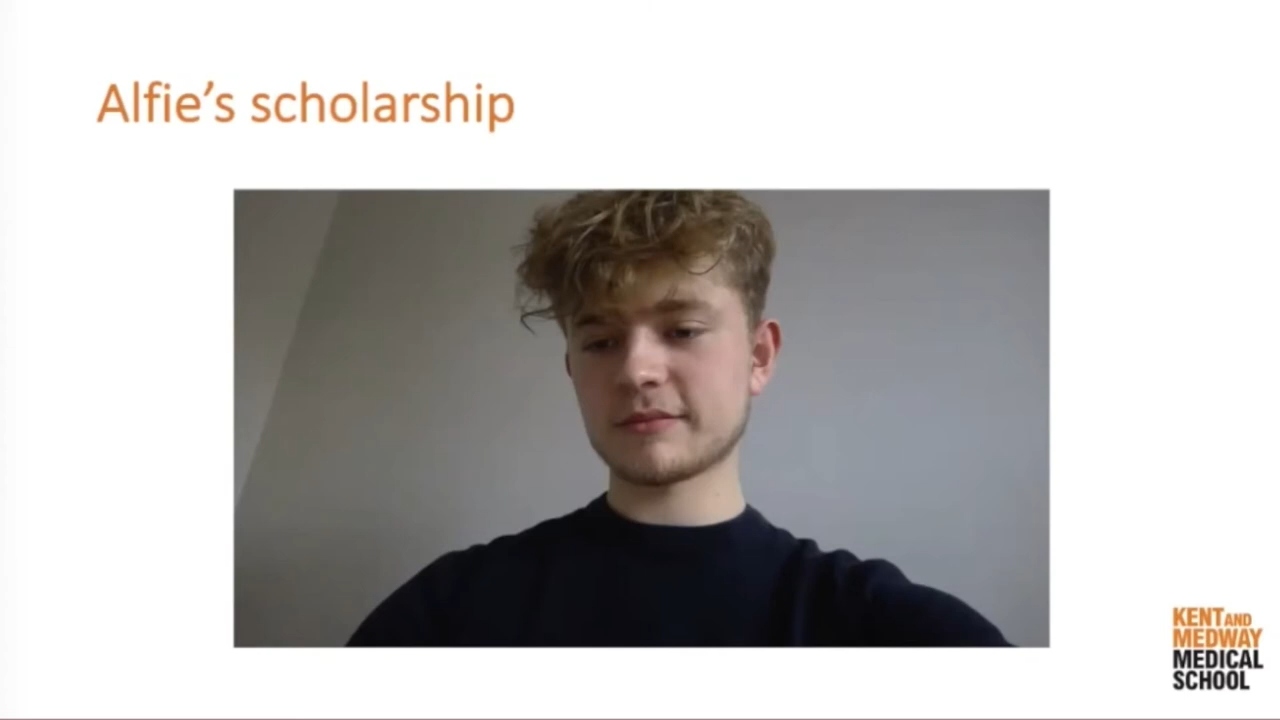 Alfie’s scholarship
KENT AND
MEDWAY
MEDICAL
SCHOOL